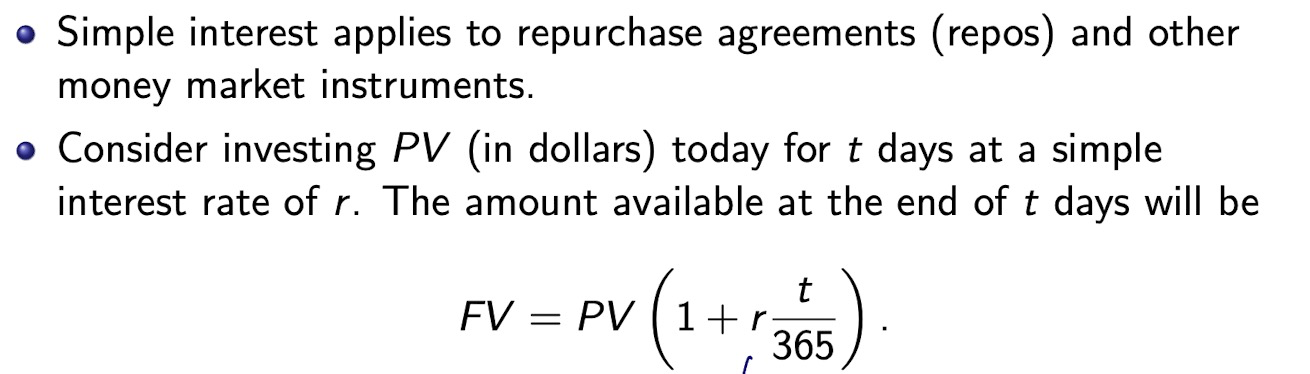 Simple interest applies to repurchase agreements (repos) and other
money market instruments.
Consider investing PV (in dollars) today for t days at a simple
interest rate of r. The amount available at the end of t days will be
FV = PV (1 + r t/365).